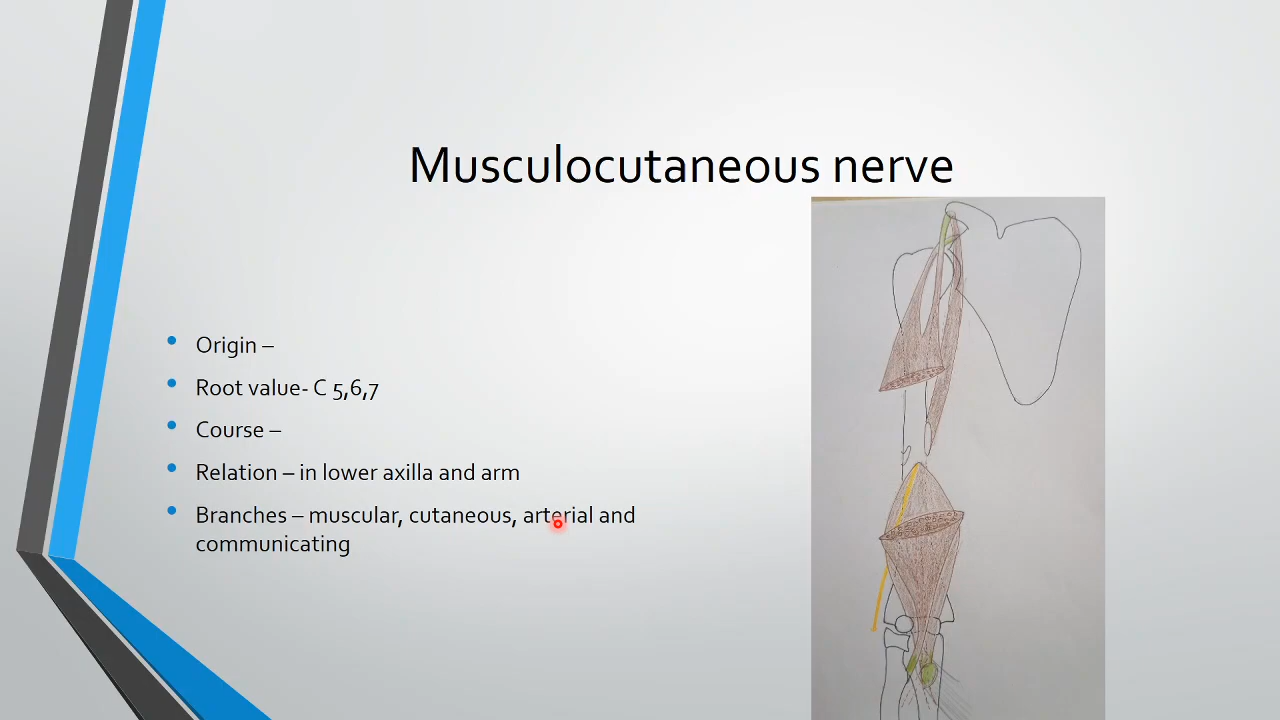 Musculocutaneous nerve
Origin –
Root value- C 5,6,7
Course –
Relation – in lower axilla and arm
Branches – muscular, cutaneous, arterial and
communicating